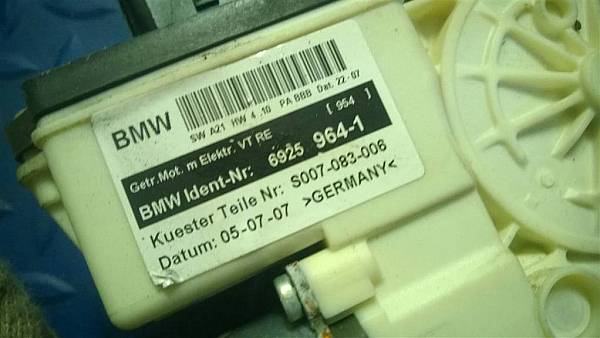 BMW
SW A21 HW 4 .10 PA BBB Dat. 22-07
Getr.Mot. m Elektr. VT RE [ 954 ]
BMW Ident-Nr: 6925 964-1
Kuester Teile Nr: S007-083-006
Datum: 05-07-07 >GERMANY<